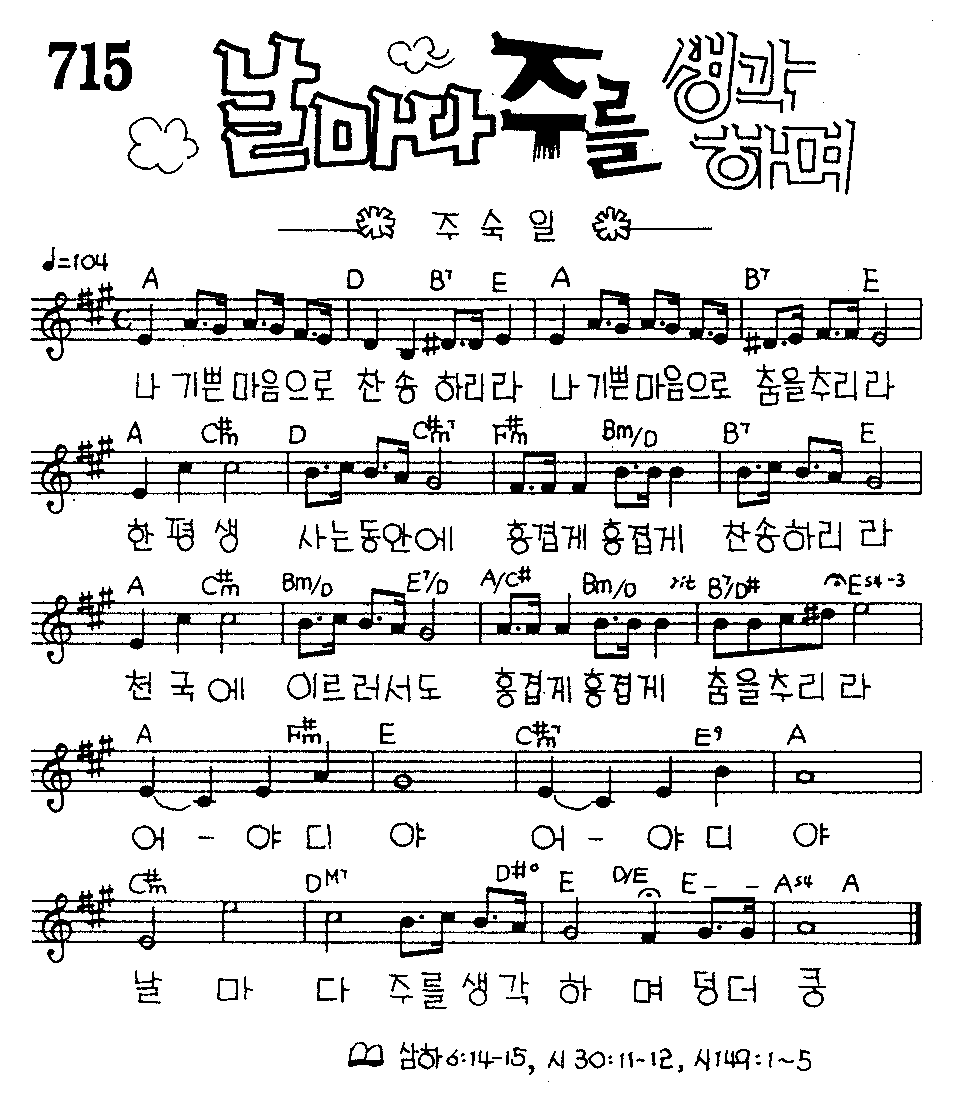 715
날마다 주를 생각
하며
주 숙 일
♩=104
A D B7 E A B7 E
나 기쁜마음으로 찬송 하리라 나 기쁜마음으로 춤을추리라
A C#m D C#m7 F#m Bm/D B7 E
한 평 생 사는동안에 흥겹게 흥겹게 찬송하리 라
A C#m Bm/D E7/D A/C# Bm/D rit B7/D# Es4-3
천 국 에 이르러서도 흥겹게 흥겹게 춤을추리 라
A F#m E C#m7 E9 A
어 - 야 디 야 어 - 야 디 야
C#m DM7 D#° E D/E E - - As4 A
날 마 다 주를 생각 하 며 덩더 쿵
삼하6:14-15, 시30:11~12, 시149:1~5